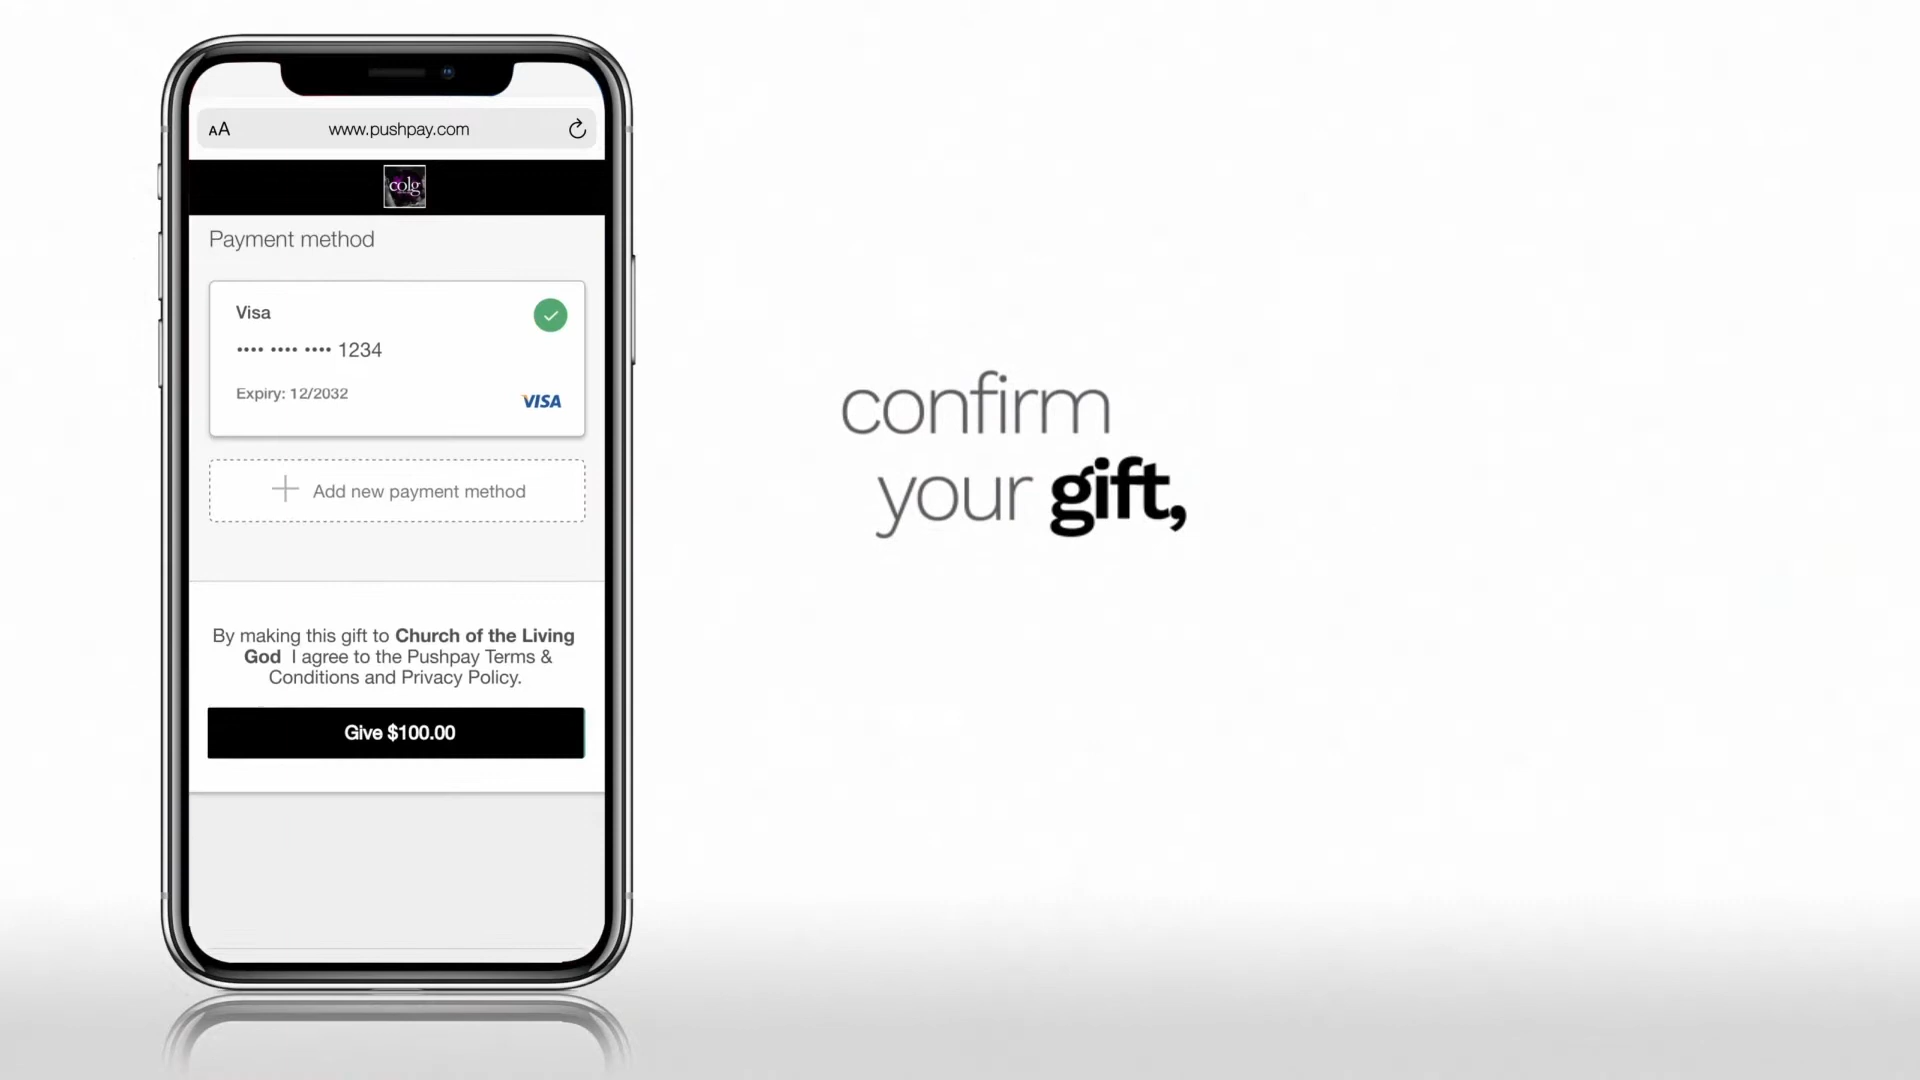 AA www.pushpay.com
colg
Payment method
Visa
•••• •••• •••• 1234
Expiry: 12/2032
VISA
Add new payment method
By making this gift to Church of the Living
God I agree to the Pushpay Terms &
Conditions and Privacy Policy.
Give $100.00
confirm
your gift,